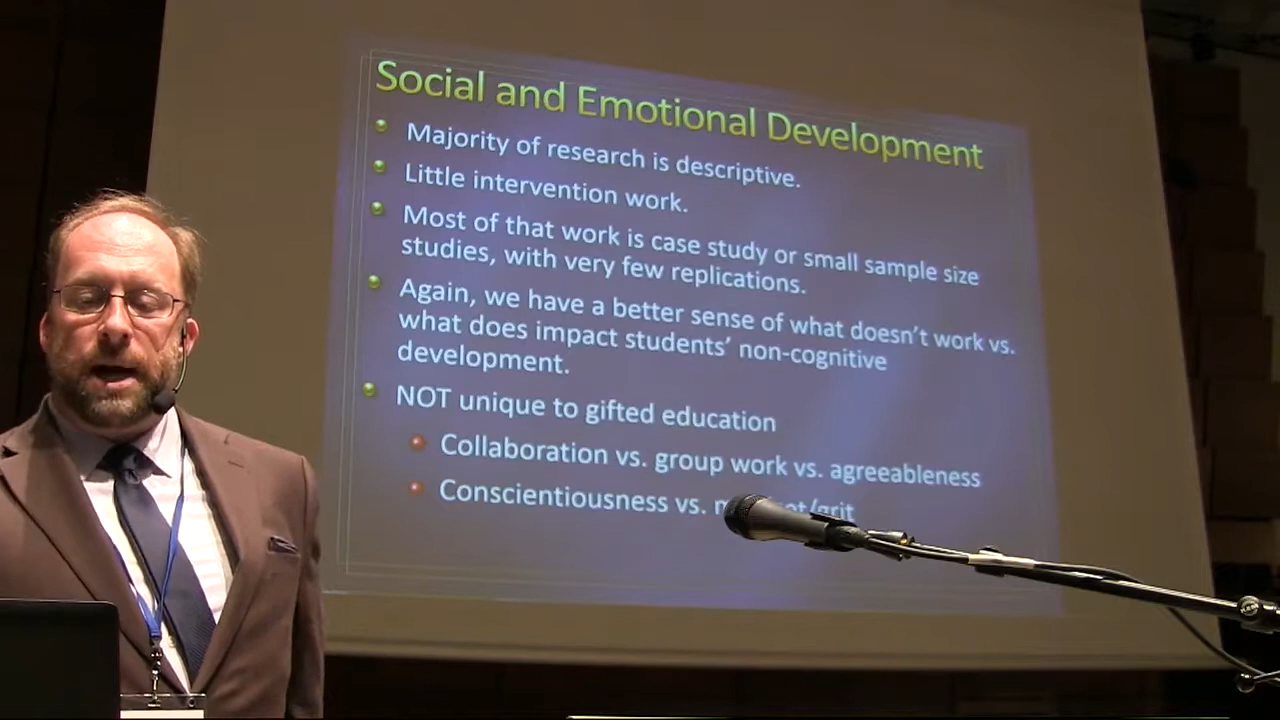 Social and Emotional Development
Majority of research is descriptive.
Little intervention work.
Most of that work is case study or small sample size
studies, with very few replications.
Again, we have a better sense of what doesn't work vs.
what does impact students' non-cognitive
development.
NOT unique to gifted education
Collaboration vs. group work vs. agreeableness
Conscientiousness vs. /grit